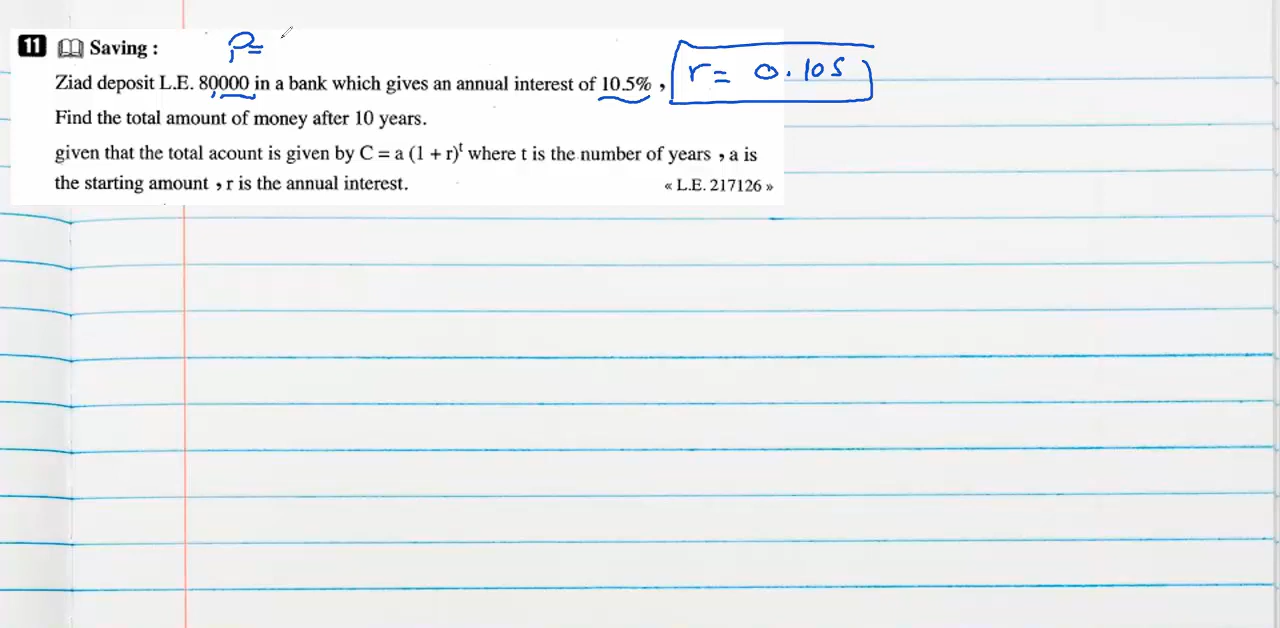 11 Saving :
P=
Ziad deposit L.E. 80000 in a bank which gives an annual interest of 10.5% ,
r= 0.105
Find the total amount of money after 10 years.
given that the total acount is given by C = a (1 + r)^t where t is the number of years , a is
the starting amount , r is the annual interest.
« L.E. 217126 »